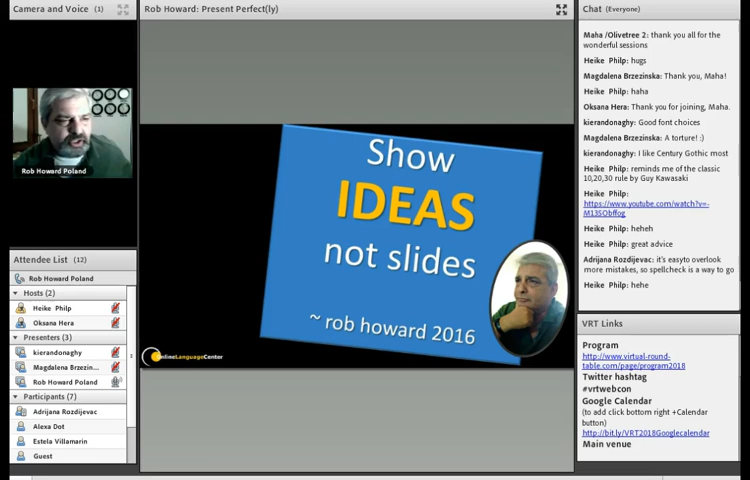 Camera and Voice (1)
Rob Howard Poland
Attendee List (12)
Rob Howard Poland
Hosts (2)
Heike Philp
Oksana Hera
Presenters (3)
kierandonaghy
Magdalena Brzezin...
Rob Howard Poland
Participants (7)
Adrijana Rozdijevac
Alexa Dot
Estela Villamarin
Guest
Rob Howard: Present Perfect(ly)
Show
IDEAS
not slides
~ rob howard 2016
OnlineLanguageCenter
Chat (Everyone)
Maha /Olivetree 2: thank you all for the
wonderful sessions
Heike Philp: hugs
Magdalena Brzezinska: Thank you, Maha!
Heike Philp: haha
Oksana Hera: Thank you for joining, Maha.
kierandonaghy: Good font choices
Magdalena Brzezinska: A torture! :)
kierandonaghy: I like Century Gothic most
Heike Philp: reminds me of the classic
10,20,30 rule by Guy Kawasaki
Heike Philp:
https://www.youtube.com/watch?v=-
M13SObffog
Heike Philp: heheh
Heike Philp: great advice
Adrijana Rozdijevac: it's easyto overlook
more mistakes, so spellcheck is a way to go
Heike Philp: hehe
VRT Links
Program
http://www.virtual-round-
table.com/page/program2018
Twitter hashtag
#vrtwebcon
Google Calendar
(to add click bottom right +Calendar
button)
http://bit.ly/VRT2018Googlecalendar
Main venue